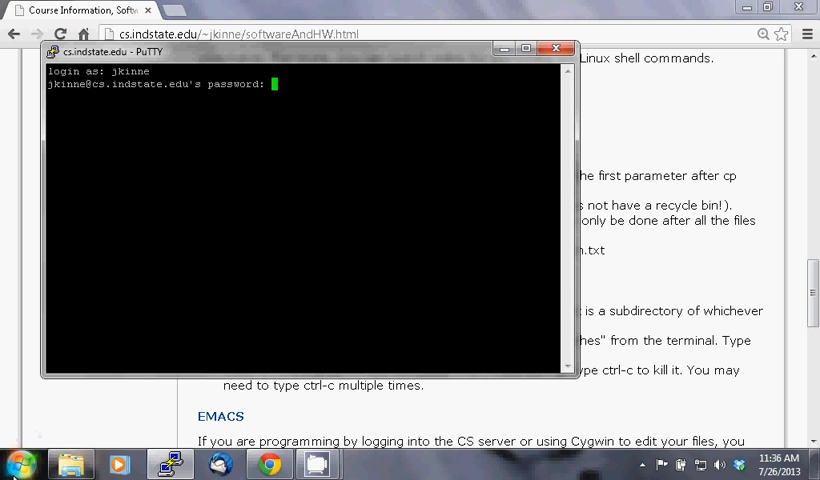 Course Information, Softw
cs.indstate.edu/~jkinne/softwareAndHW.html
Linux shell commands.
cs.indstate.edu - PuTTY
login as: jkinne
jkinne@cs.indstate.edu's password:
the first parameter after cp
s not have a recycle bin!).
only be done after all the files
n.txt
t is a subdirectory of whichever
hes" from the terminal. Type
ype ctrl-c to kill it. You may
need to type ctrl-c multiple times.
EMACS
If you are programming by logging into the CS server or using Cygwin to edit your files, you
11:36 AM
7/26/2013